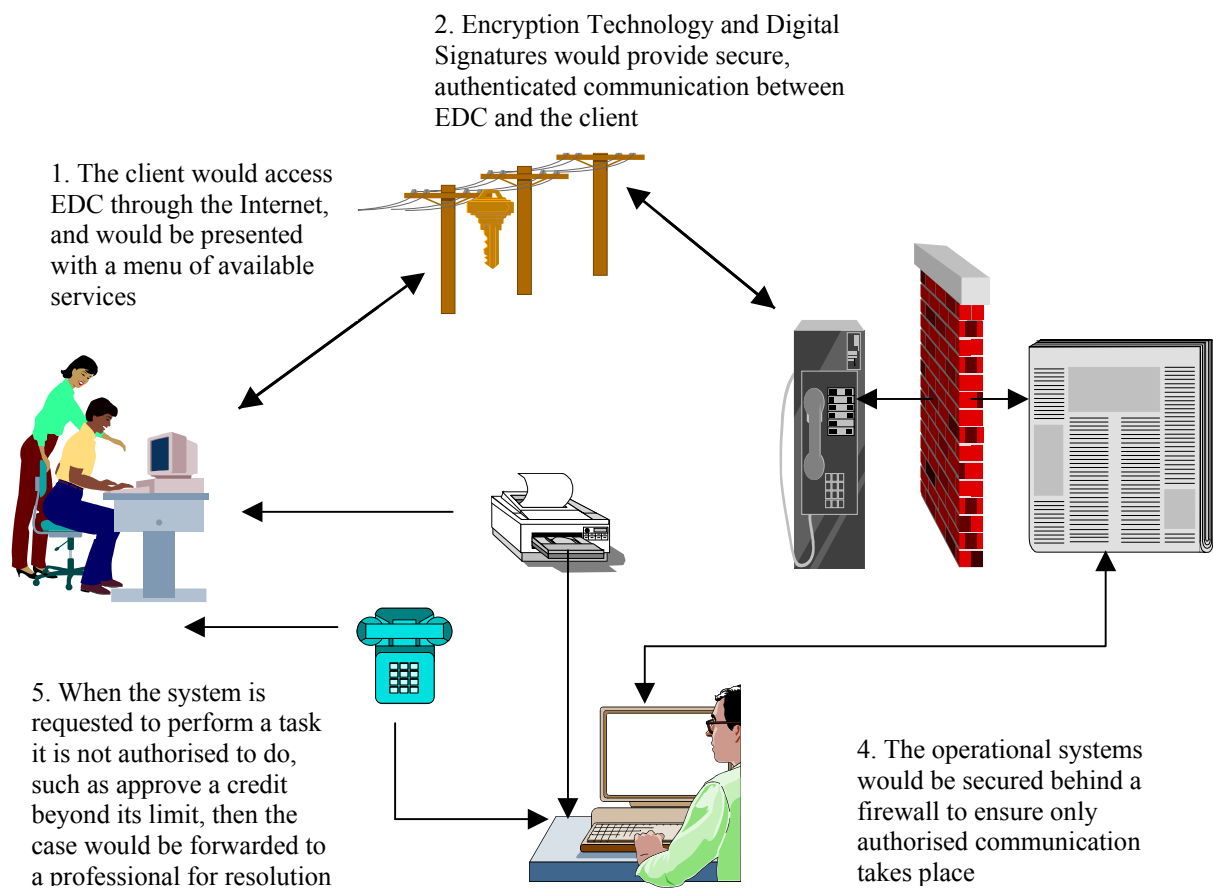 2. Encryption Technology and Digital
Signatures would provide secure,
authenticated communication between
EDC and the client
1. The client would access
EDC through the Internet,
and would be presented
with a menu of available
services
5. When the system is
requested to perform a task
it is not authorised to do,
such as approve a credit
beyond its limit, then the
case would be forwarded to
a professional for resolution
4. The operational systems
would be secured behind a
firewall to ensure only
authorised communication
takes place